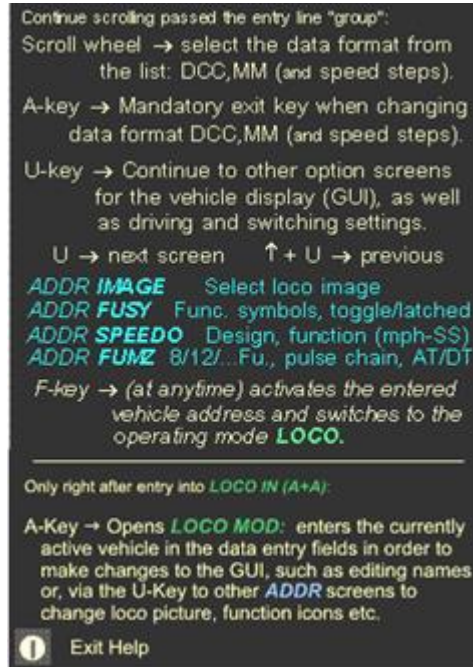 Continue scrolling passed the entry line "group":
Scroll wheel → select the data format from
the list: DCC,MM (and speed steps).
A-key → Mandatory exit key when changing
data format DCC,MM (and speed steps).
U-key → Continue to other option screens
for the vehicle display (GUI), as well
as driving and switching settings.
U → next screen ↑ + U → previous
ADDR IMAGE Select loco image
ADDR FUSY Func. symbols, toggle/latched
ADDR SPEEDO Design, function (mph-SS)
ADDR FUMZ 8/12/...Fu., pulse chain, AT/DT
F-key → (at anytime) activates the entered
vehicle address and switches to the
operating mode LOCO.
Only right after entry into LOCO IN (A+A):
A-Key → Opens LOCO MOD: enters the currently
active vehicle in the data entry fields in order to
make changes to the GUI, such as editing names
or, via the U-Key to other ADDR screens to
change loco picture, function icons etc.
Exit Help